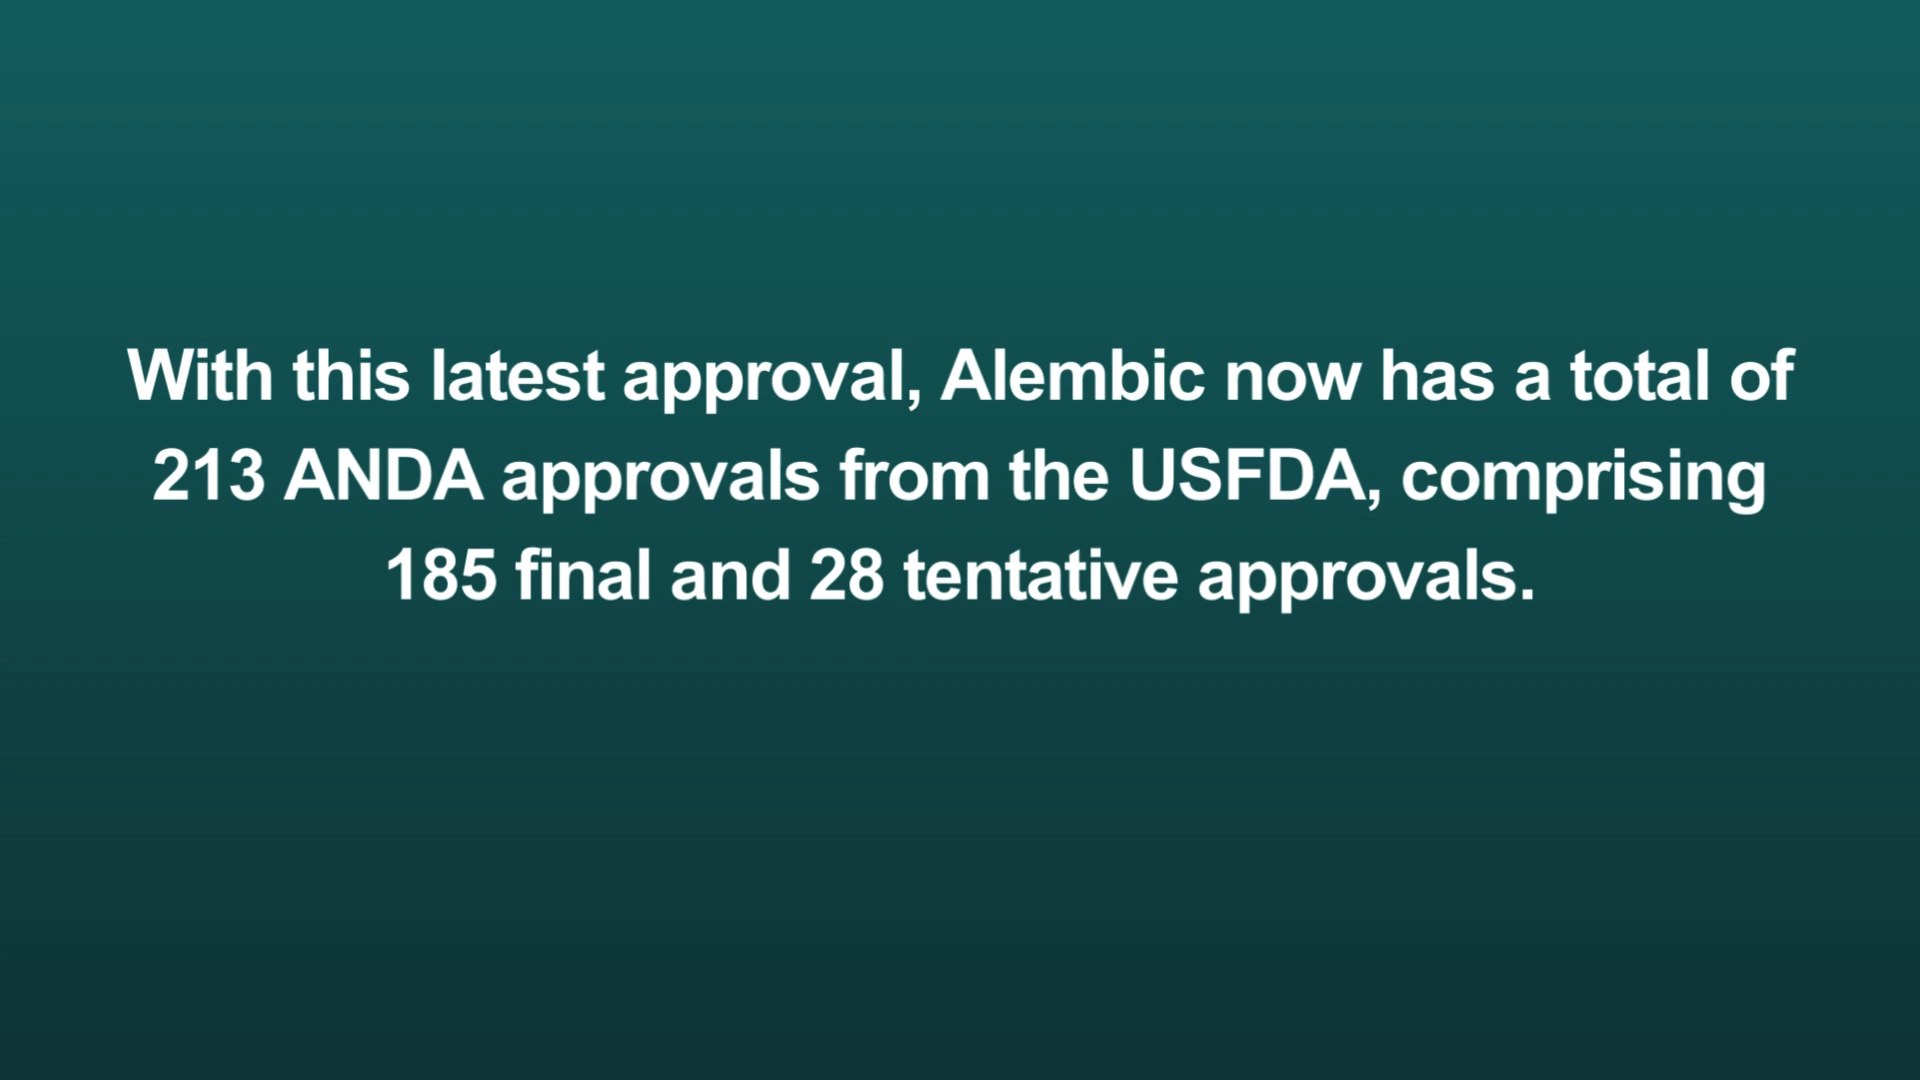 With this latest approval, Alembic now has a total of
213 ANDA approvals from the USFDA, comprising
185 final and 28 tentative approvals.